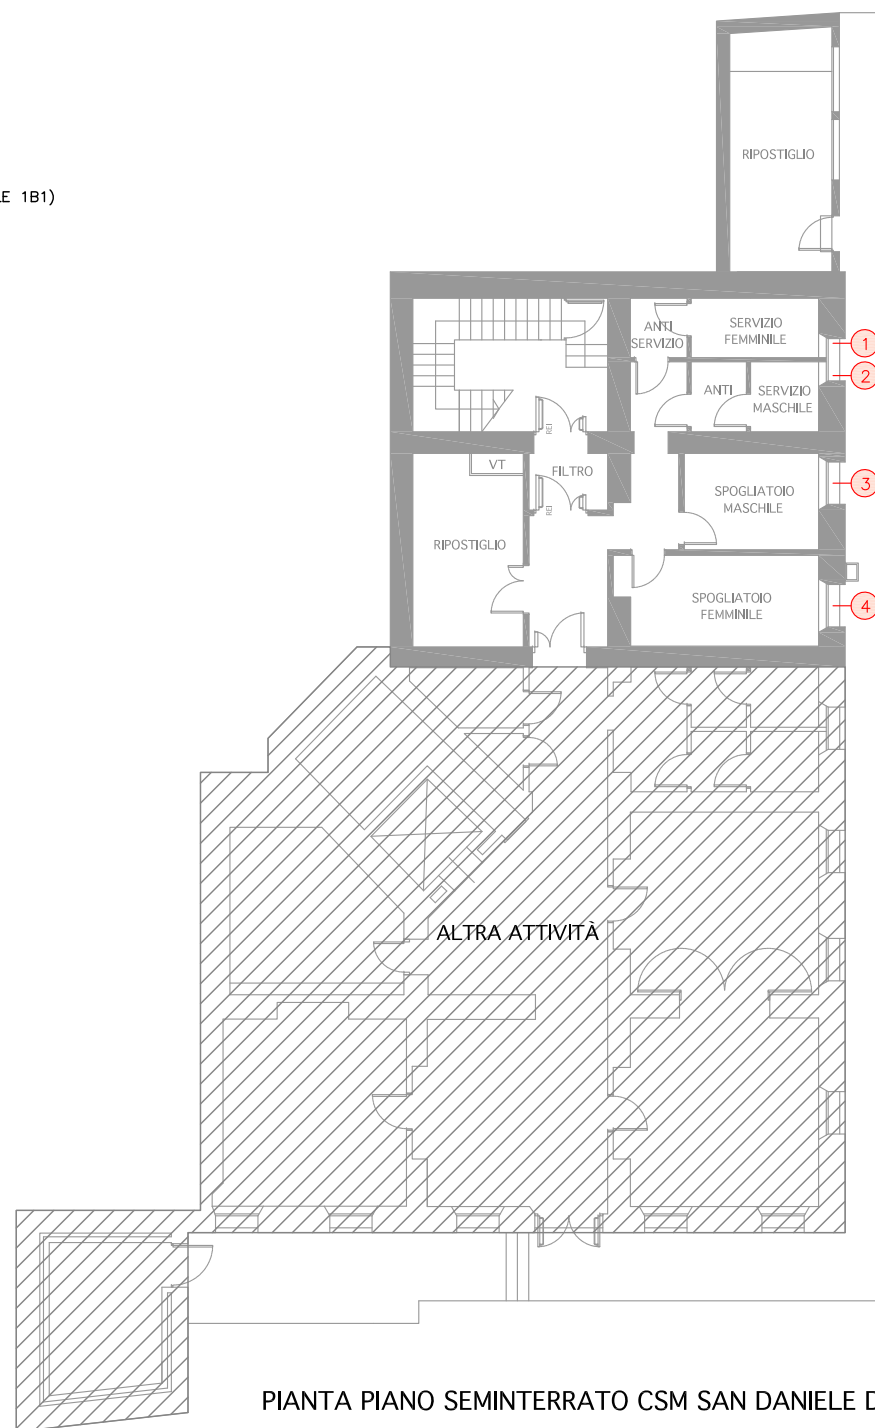 RIPOSTIGLIO
LE 1B1)
ANTI
SERVIZIO
SERVIZIO
FEMMINILE
1
2
ANTI
SERVIZIO
MASCHILE
REI
VT
FILTRO
3
SPOGLIATOIO
MASCHILE
REI
RIPOSTIGLIO
SPOGLIATOIO
FEMMINILE
4
ALTRA ATTIVITÀ
PIANTA PIANO SEMINTERRATO CSM SAN DANIELE D